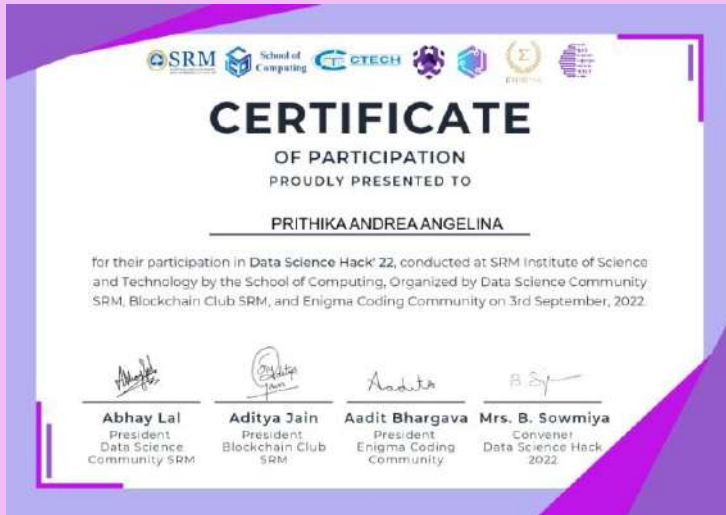 SRM School of Computing CTECH
ENIGMA
CERTIFICATE
OF PARTICIPATION
PROUDLY PRESENTED TO
PRITHIKA ANDREA ANGELINA
for their participation in Data Science Hack' 22, conducted at SRM Institute of Science
and Technology by the School of Computing, Organized by Data Science Community
SRM, Blockchain Club SRM, and Enigma Coding Community on 3rd September, 2022.
Aadita B. Sy
Abhay Lal Aditya Jain Aadit Bhargava Mrs. B. Sowmiya
President President President Convener
Data Science Blockchain Club Enigma Coding Data Science Hack
Community SRM SRM Community 2022